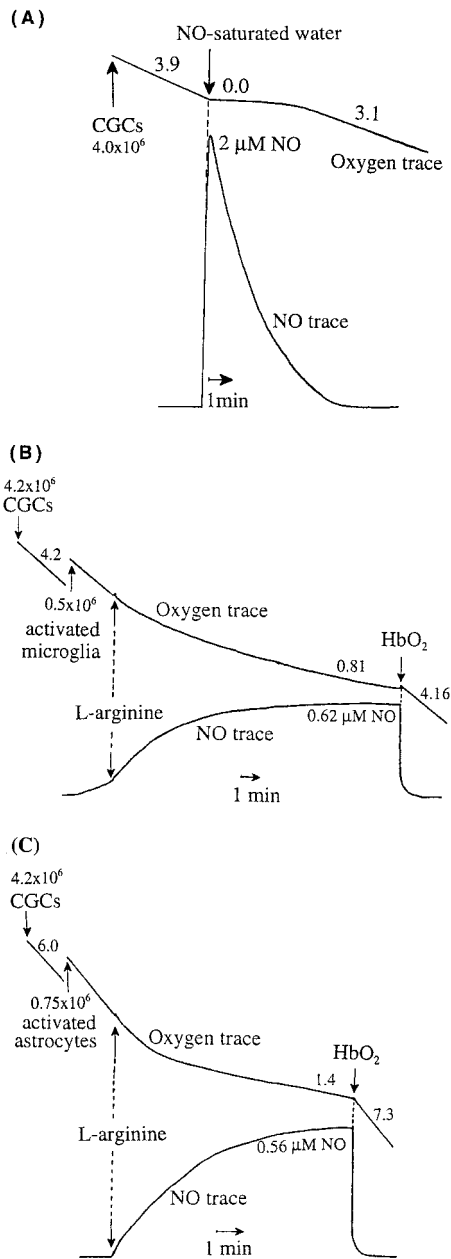 (A)
NO-saturated water
3.9
0.0
CGCs
4.0x10⁶
3.1
Oxygen trace
2 μM NO
NO trace
1min
(B)
4.2x10⁶
CGCs
4.2
0.5x10⁶
activated
microglia
Oxygen trace
HbO₂
0.81
4.16
L-arginine
0.62 μM NO
NO trace
1 min
(C)
4.2x10⁶
CGCs
6.0
0.75x10⁶
activated
astrocytes
Oxygen trace
HbO₂
1.4
7.3
L-arginine
0.56 μM NO
NO trace
1 min